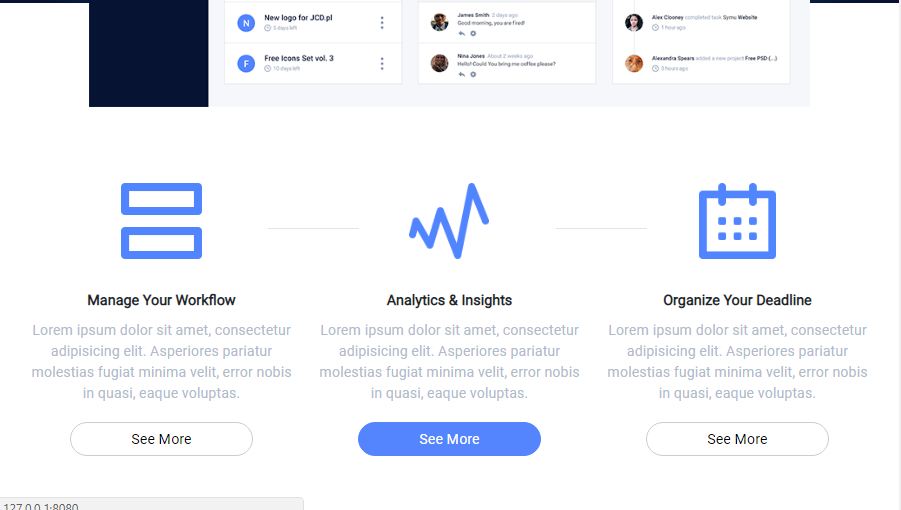 N New logo for JCD.pl
5 days left
F Free Icons Set vol. 3
10 days left
James Smith 3 days ago
Good morning, you are fired!
Nina Jones About 2 weeks ago
Hello! Could You bring me coffee please?
Alex Clooney completed task Symu Website
1 hour ago
Alexandra Spears added a new project Free PSD (...)
3 hours ago
Manage Your Workflow
Lorem ipsum dolor sit amet, consectetur
adipisicing elit. Asperiores pariatur
molestias fugiat minima velit, error nobis
in quasi, eaque voluptas.
See More
Analytics & Insights
Lorem ipsum dolor sit amet, consectetur
adipisicing elit. Asperiores pariatur
molestias fugiat minima velit, error nobis
in quasi, eaque voluptas.
See More
Organize Your Deadline
Lorem ipsum dolor sit amet, consectetur
adipisicing elit. Asperiores pariatur
molestias fugiat minima velit, error nobis
in quasi, eaque voluptas.
See More
127.0.0.1:8080